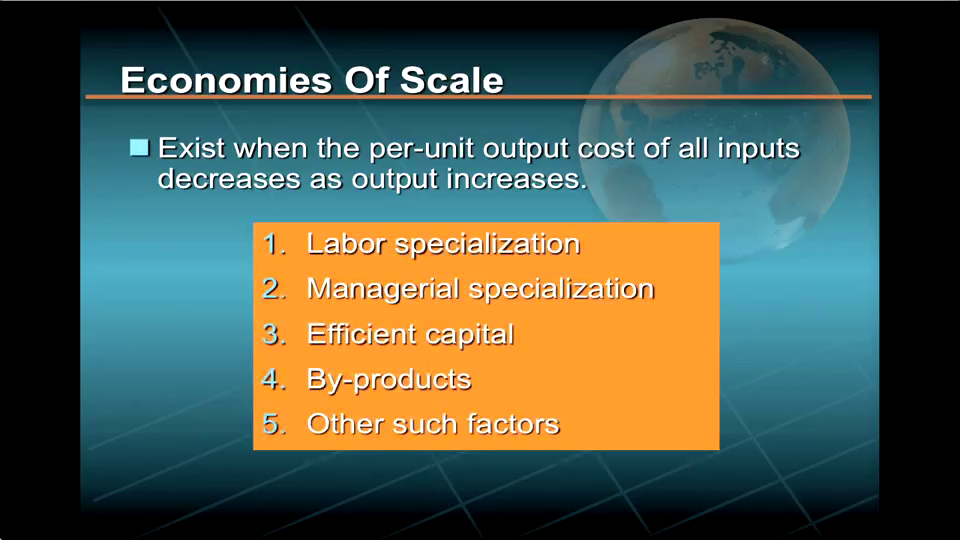 Economies Of Scale
Exist when the per-unit output cost of all inputs
decreases as output increases.
1. Labor specialization
2. Managerial specialization
3. Efficient capital
4. By-products
5. Other such factors